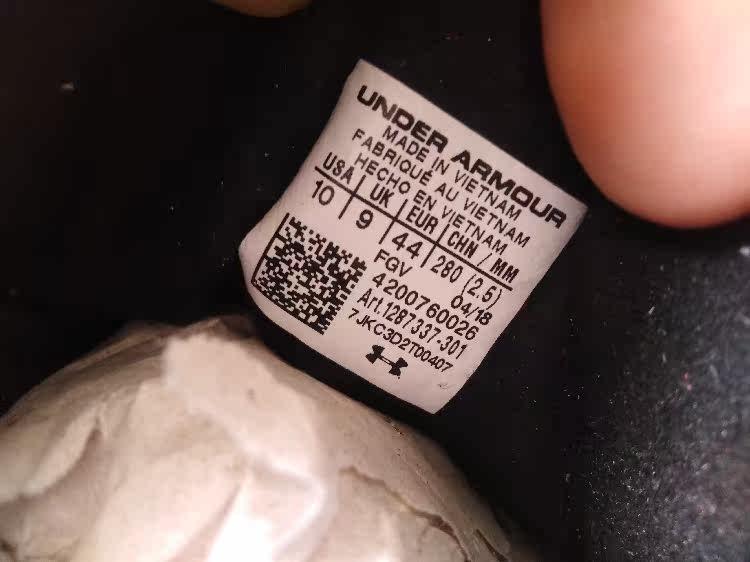 UNDER ARMOUR
MADE IN VIETNAM
FABRIQUÉ AU VIETNAM
HECHO EN VIETNAM
USA | UK | EUR | CHN / MM
10 | 9 | 44 | 280 (2.5)
FGV 04/18
4200760026
Art.1287337-301
7JKC3D2T00407